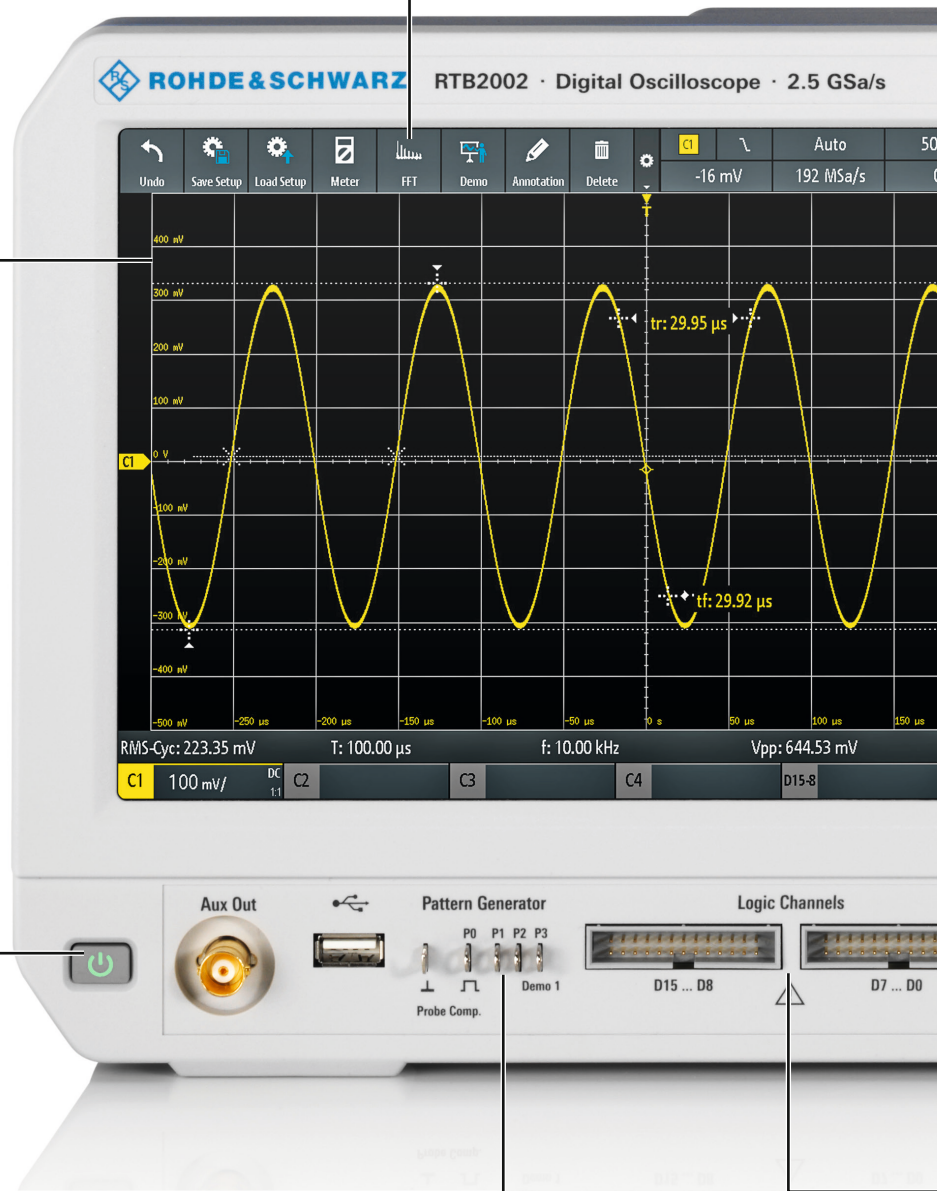 ROHDE & SCHWARZ RTB2002 · Digital Oscilloscope · 2.5 GSa/s
Undo Save Setup Load Setup Meter FFT Demo Annotation Delete
C1 Auto 50
-16 mV 192 MSa/s
T
400 mV
300 mV
tr: 29.95 µs
200 mV
100 mV
C1 0 V
-100 mV
-200 mV
tf: 29.92 µs
-300 mV
-400 mV
-500 mV -250 µs -200 µs -150 µs -100 µs -50 µs 0 s 50 µs 100 µs 150 µs
RMS-Cyc: 223.35 mV T: 100.00 µs f: 10.00 kHz Vpp: 644.53 mV
C1 100 mV/ DC 1:1 C2 C3 C4 D15-8
Aux Out Pattern Generator Logic Channels
P0 P1 P2 P3
Demo 1 D15 ... D8 D7 ... D0
Probe Comp.